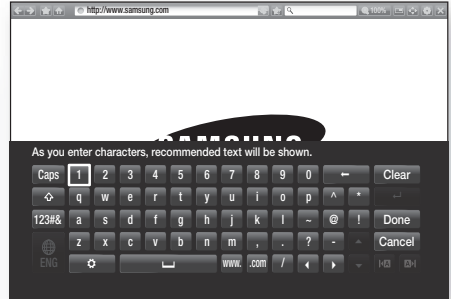 http://www.samsung.com 100%
SAMSUNG
As you enter characters, recommended text will be shown.
Caps 1 2 3 4 5 6 7 8 9 0 ← Clear
q w e r t y u i o p ^ *
123#& a s d f g h j k l ~ @ ! Done
z x c v b n m , . ? - Cancel
ENG www. .com /